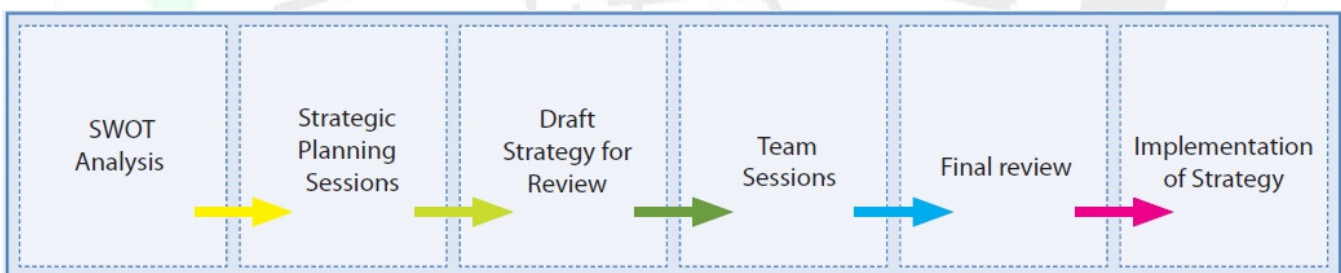 SWOT
Analysis
Strategic
Planning
Sessions
Draft
Strategy for
Review
Team
Sessions
Final review
Implementation
of Strategy